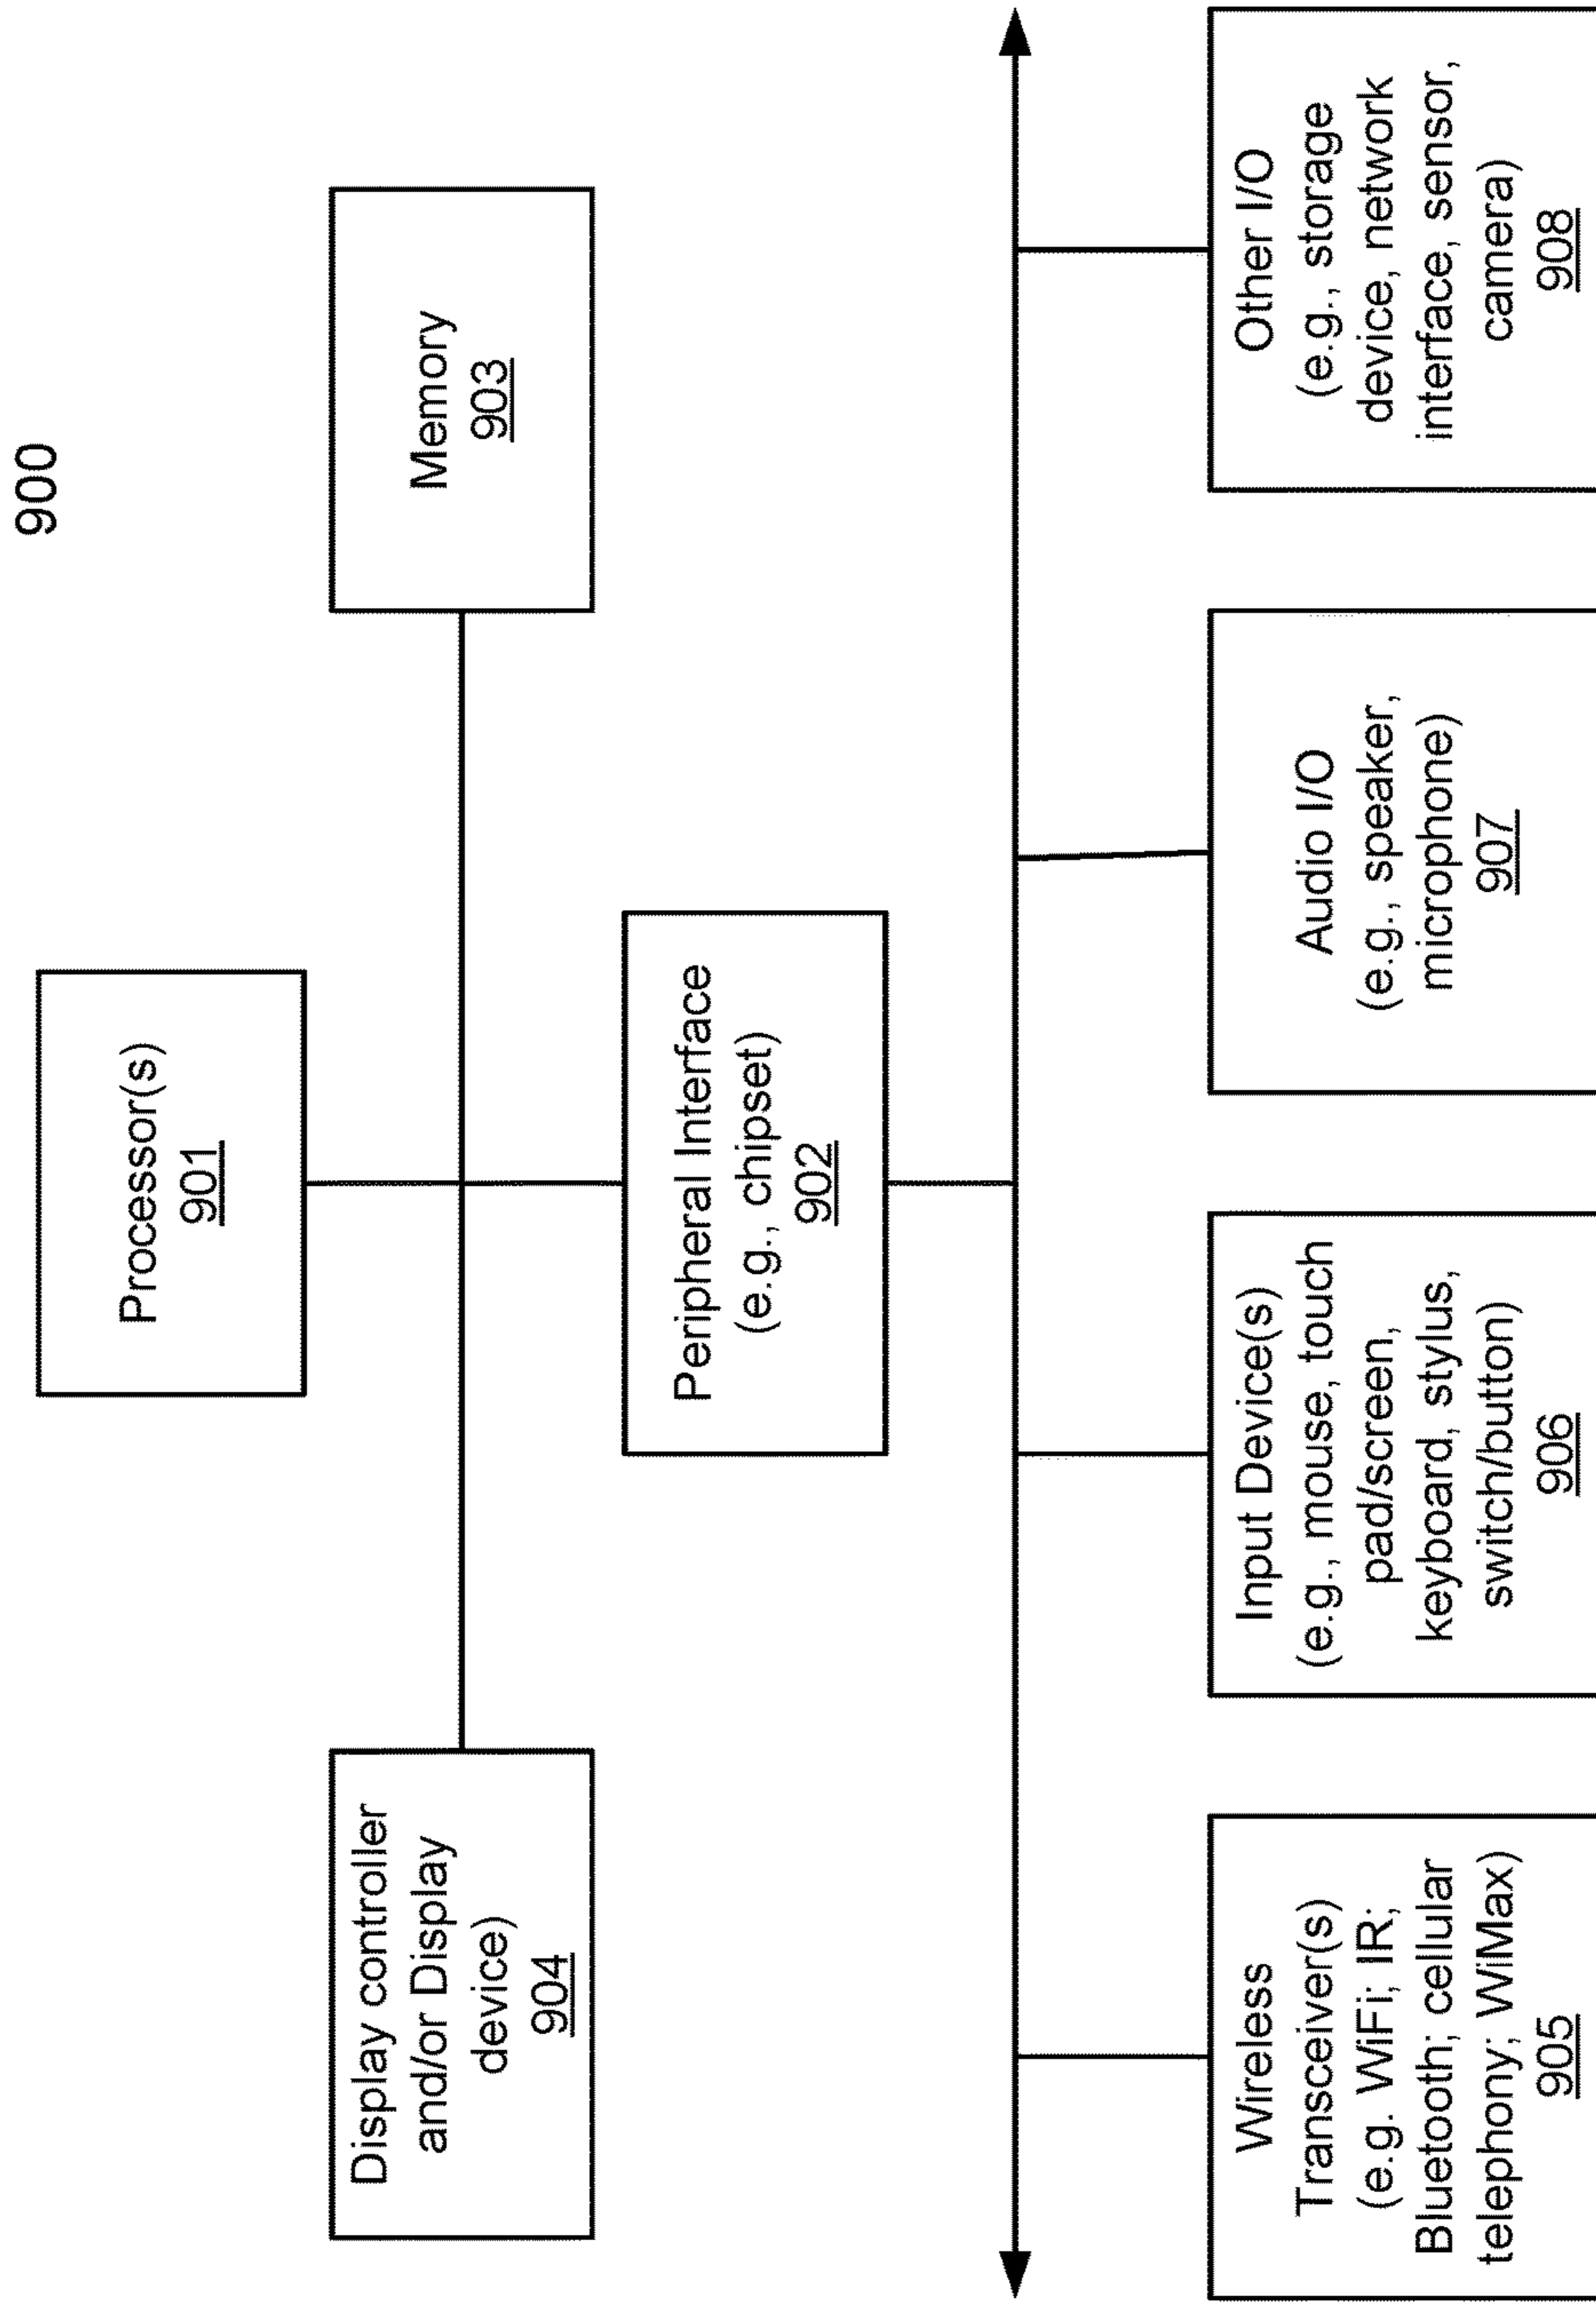 900
Processor(s)
901
Display controller
and/or Display
device)
904
Memory
903
Peripheral Interface
(e.g., chipset)
902
Wireless
Transceiver(s)
(e.g. WiFi; IR;
Bluetooth; cellular
telephony; WiMax)
905
Input Device(s)
(e.g., mouse, touch
pad/screen,
keyboard, stylus,
switch/button)
906
Audio I/O
(e.g., speaker,
microphone)
907
Other I/O
(e.g., storage
device, network
interface, sensor,
camera)
908